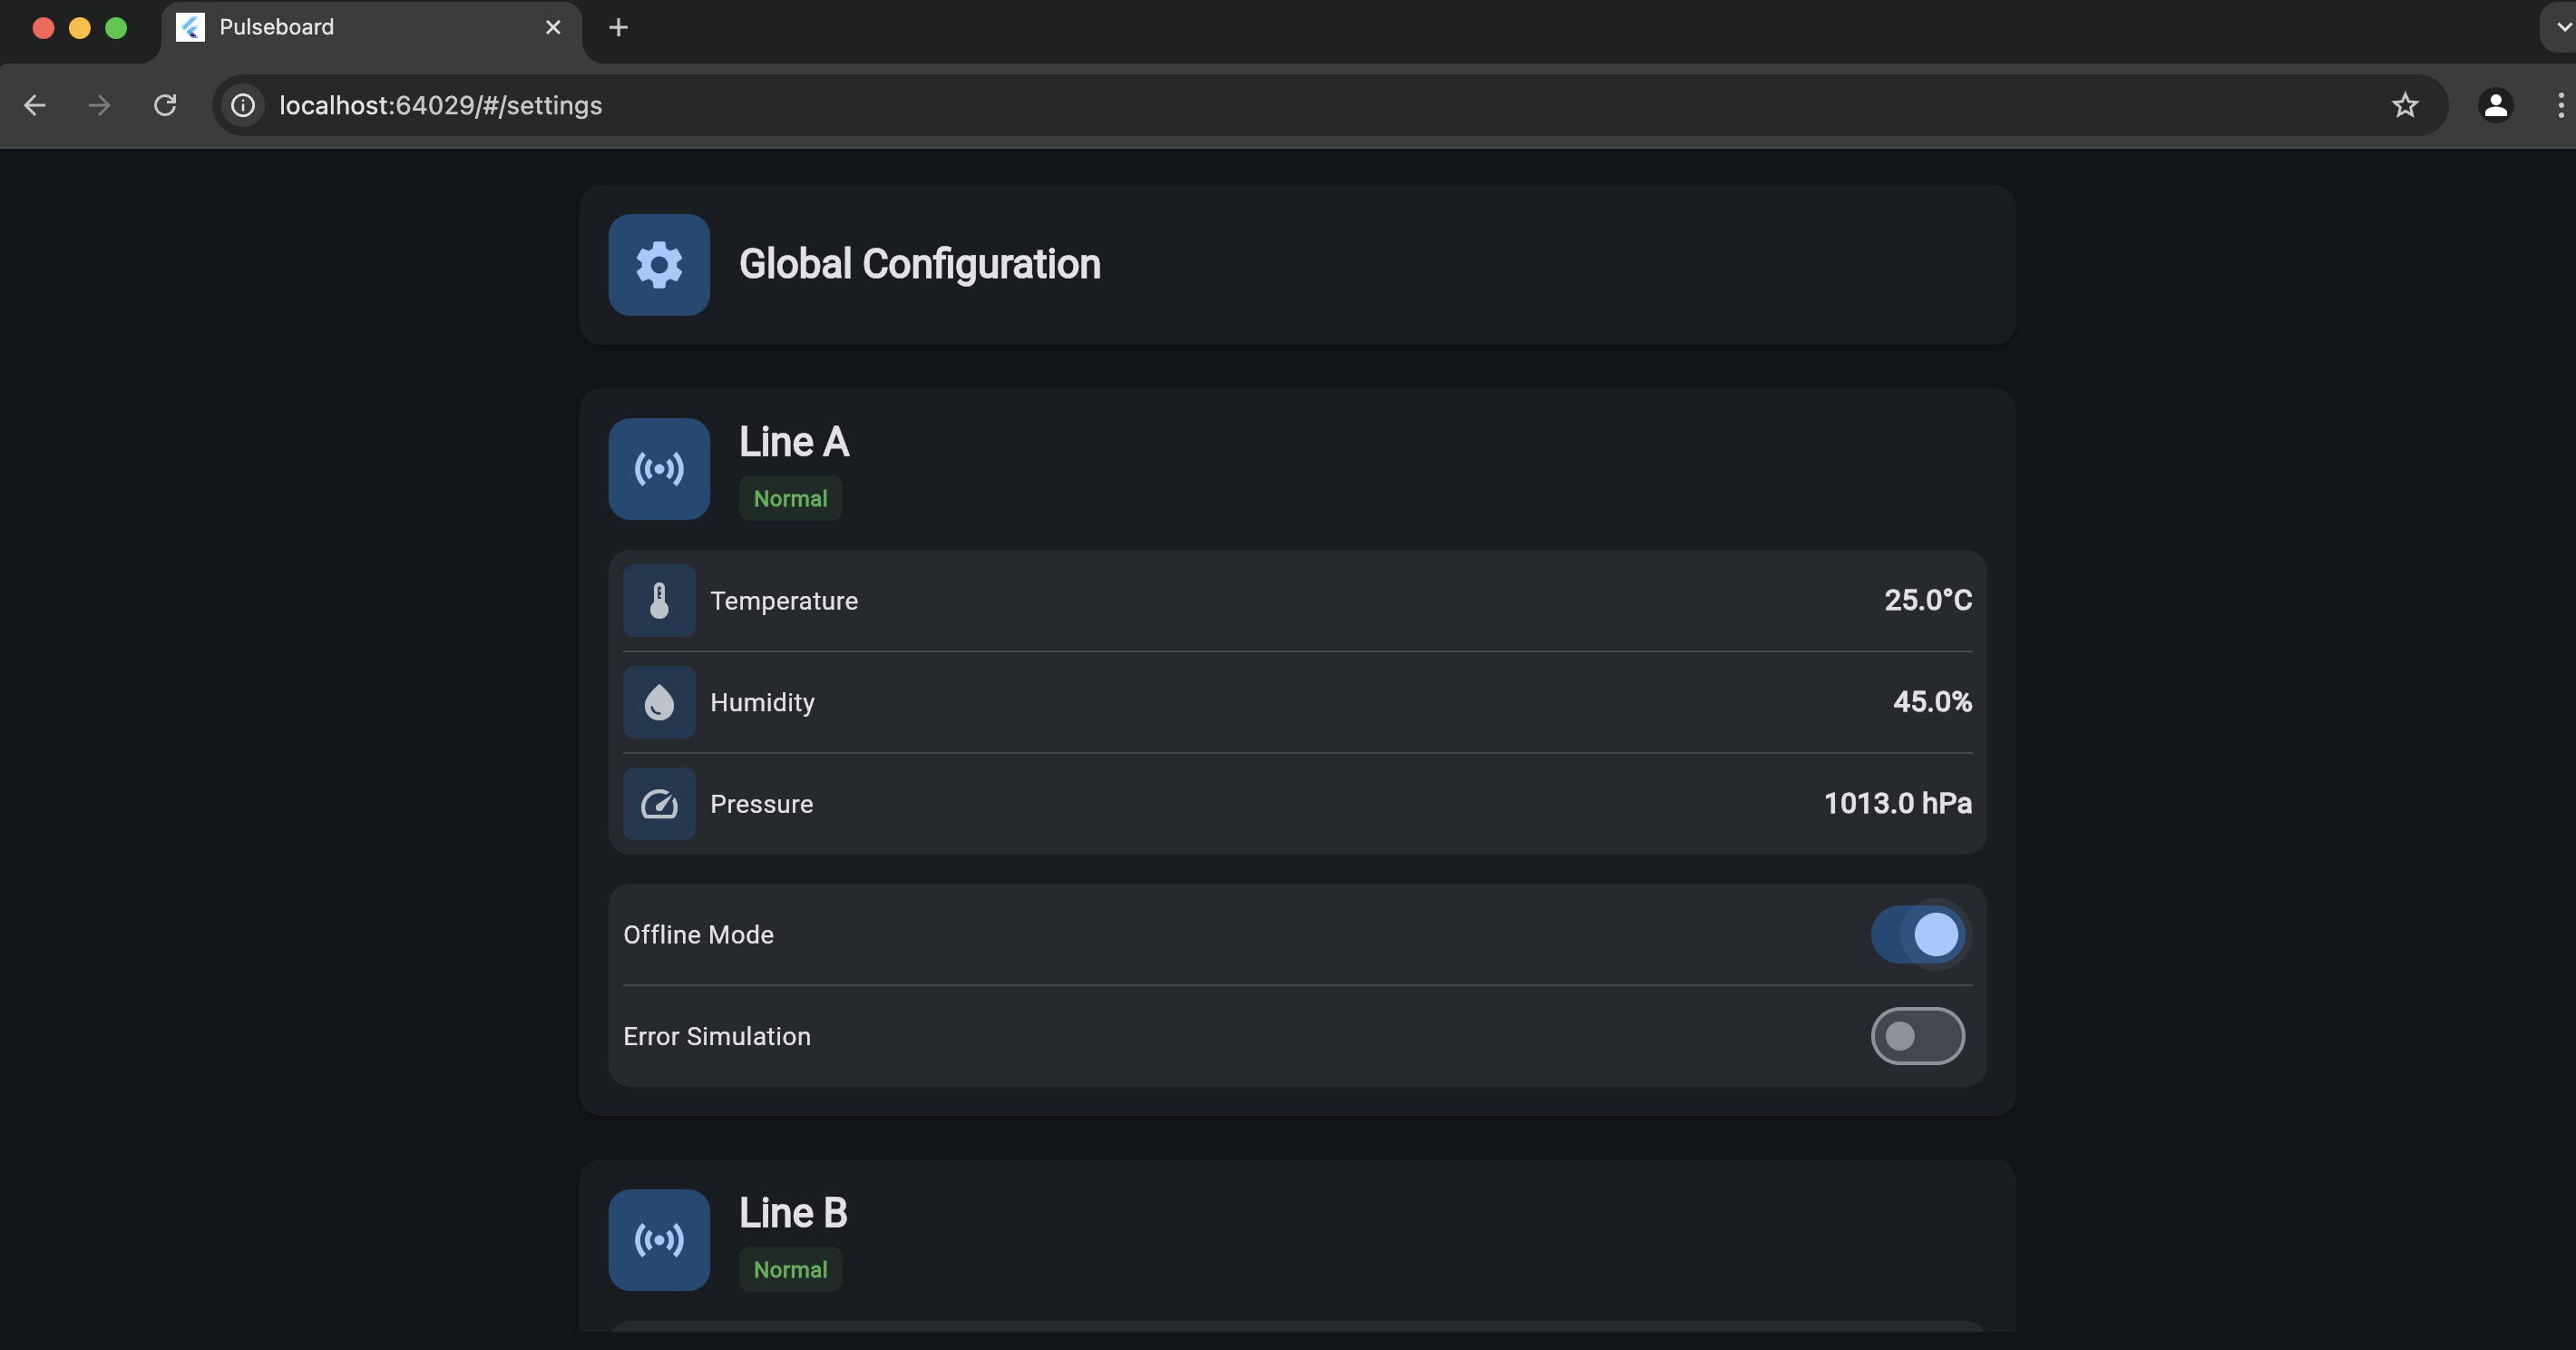 Pulseboard
localhost:64029/#/settings
Global Configuration
Line A
Normal
Temperature 25.0°C
Humidity 45.0%
Pressure 1013.0 hPa
Offline Mode
Error Simulation
Line B
Normal